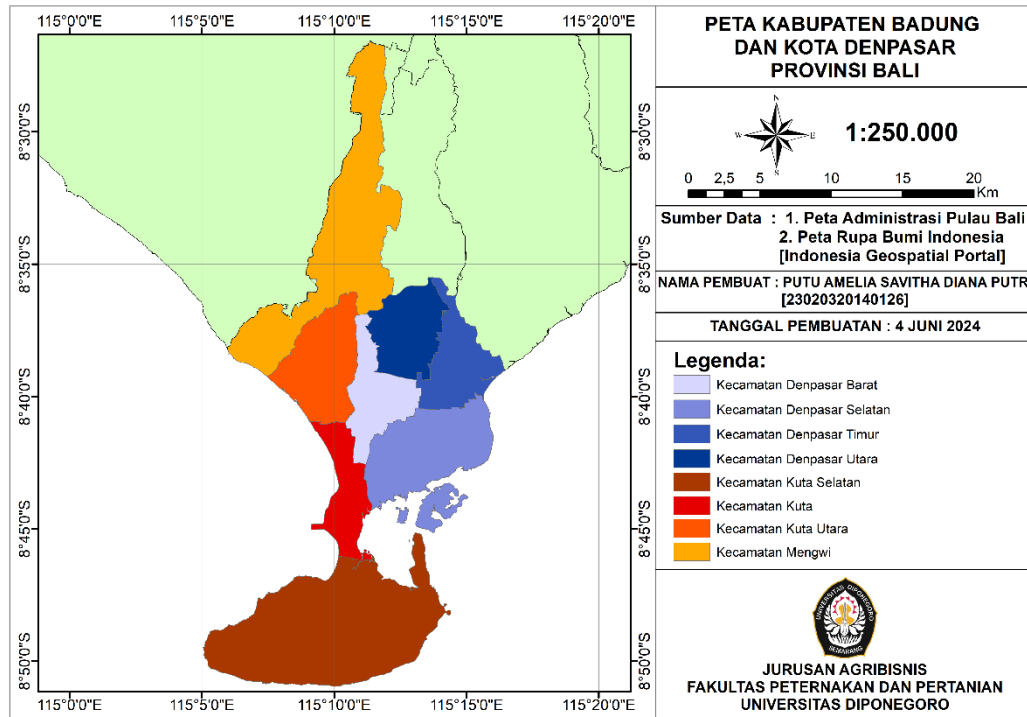 115°0'0"E 115°5'0"E 115°10'0"E 115°15'0"E 115°20'0"E
8°30'0"S 8°30'0"S
8°35'0"S 8°35'0"S
8°40'0"S 8°40'0"S
8°45'0"S 8°45'0"S
8°50'0"S 8°50'0"S
115°0'0"E 115°5'0"E 115°10'0"E 115°15'0"E 115°20'0"E
PETA KABUPATEN BADUNG
DAN KOTA DENPASAR
PROVINSI BALI
N
W E
S
1:250.000
0 2,5 5 10 15 20
Km
Sumber Data : 1. Peta Administrasi Pulau Bali
2. Peta Rupa Bumi Indonesia
[Indonesia Geospatial Portal]
NAMA PEMBUAT : PUTU AMELIA SAVITHA DIANA PUTR
[23020320140126]
TANGGAL PEMBUATAN : 4 JUNI 2024
Legenda:
Kecamatan Denpasar Barat
Kecamatan Denpasar Selatan
Kecamatan Denpasar Timur
Kecamatan Denpasar Utara
Kecamatan Kuta Selatan
Kecamatan Kuta
Kecamatan Kuta Utara
Kecamatan Mengwi
UNIVERSITAS DIPONEGORO
SEMARANG
JURUSAN AGRIBISNIS
FAKULTAS PETERNAKAN DAN PERTANIAN
UNIVERSITAS DIPONEGORO